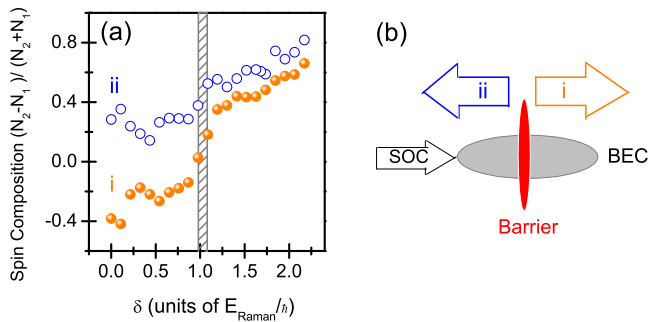 (a)
(b)
Spin Composition (N₂-N₁)/(N₂+N₁)
0.8
0.4
0.0
-0.4
ii
i
0.0 0.5 1.0 1.5 2.0
δ (units of E_Raman/ℏ)
ii i
SOC
BEC
Barrier